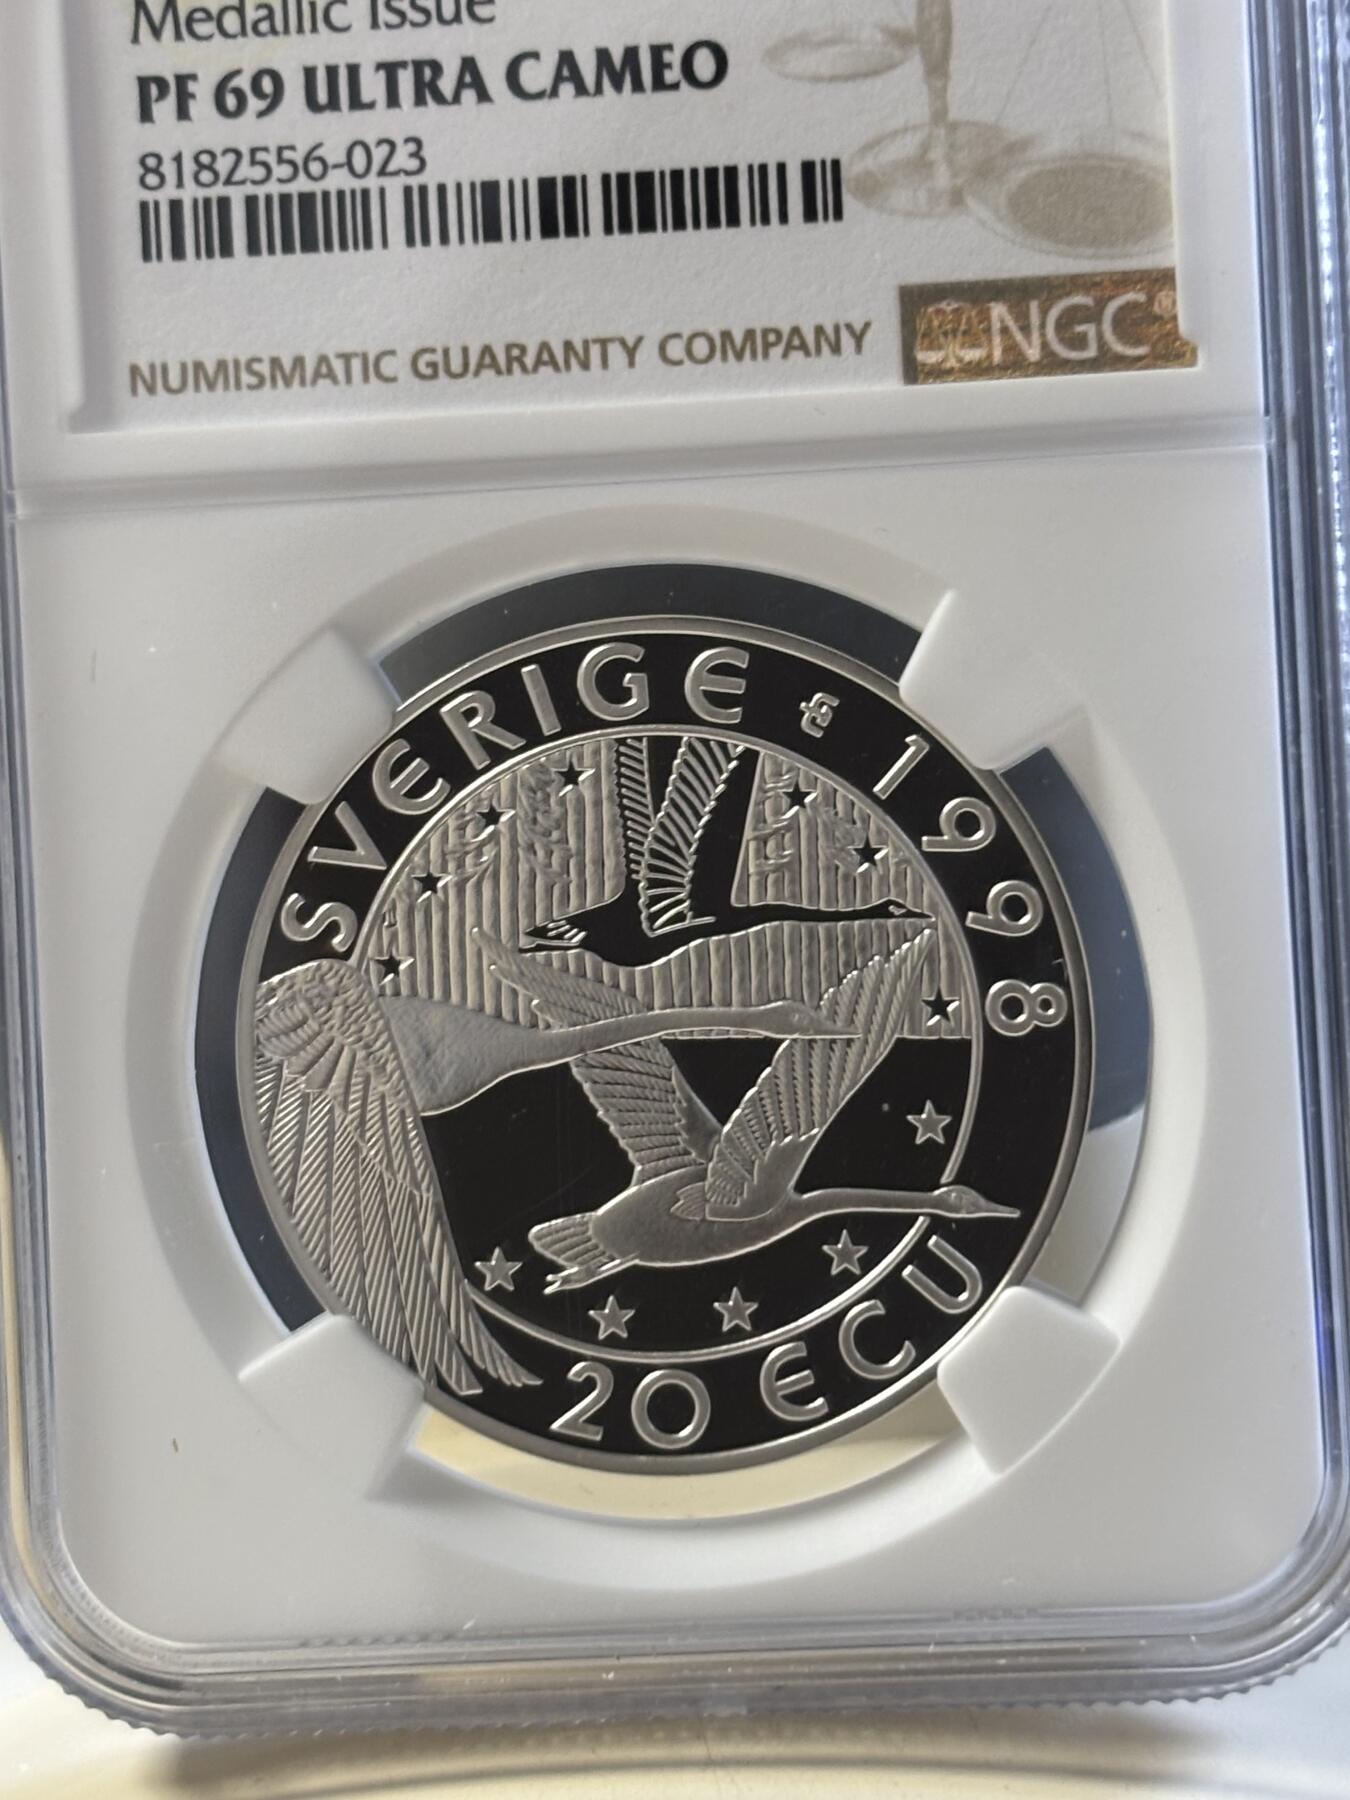 Medallic Issue
PF 69 ULTRA CAMEO
8182556-023
NUMISMATIC GUARANTY COMPANY
NGC®
SVERIGE 1998
20 ECU